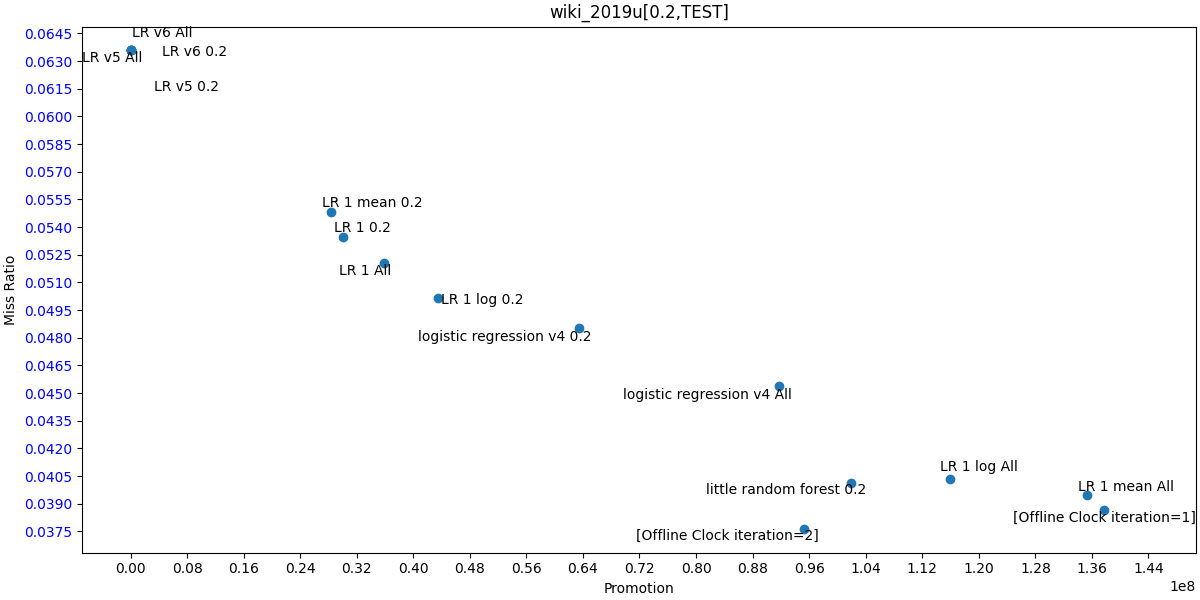 wiki_2019u[0.2,TEST]
0.0645
0.0630
0.0615
0.0600
0.0585
0.0570
0.0555
0.0540
0.0525
0.0510
0.0495
0.0480
0.0465
0.0450
0.0435
0.0420
0.0405
0.0390
0.0375
Miss Ratio
LR v6 All
LR v5 All
LR v6 0.2
LR v5 0.2
LR 1 mean 0.2
LR 1 0.2
LR 1 All
LR 1 log 0.2
logistic regression v4 0.2
logistic regression v4 All
LR 1 log All
little random forest 0.2
LR 1 mean All
[Offline Clock iteration=1]
[Offline Clock iteration=2]
0.00 0.08 0.16 0.24 0.32 0.40 0.48 0.56 0.64 0.72 0.80 0.88 0.96 1.04 1.12 1.20 1.28 1.36 1.44
1e8
Promotion